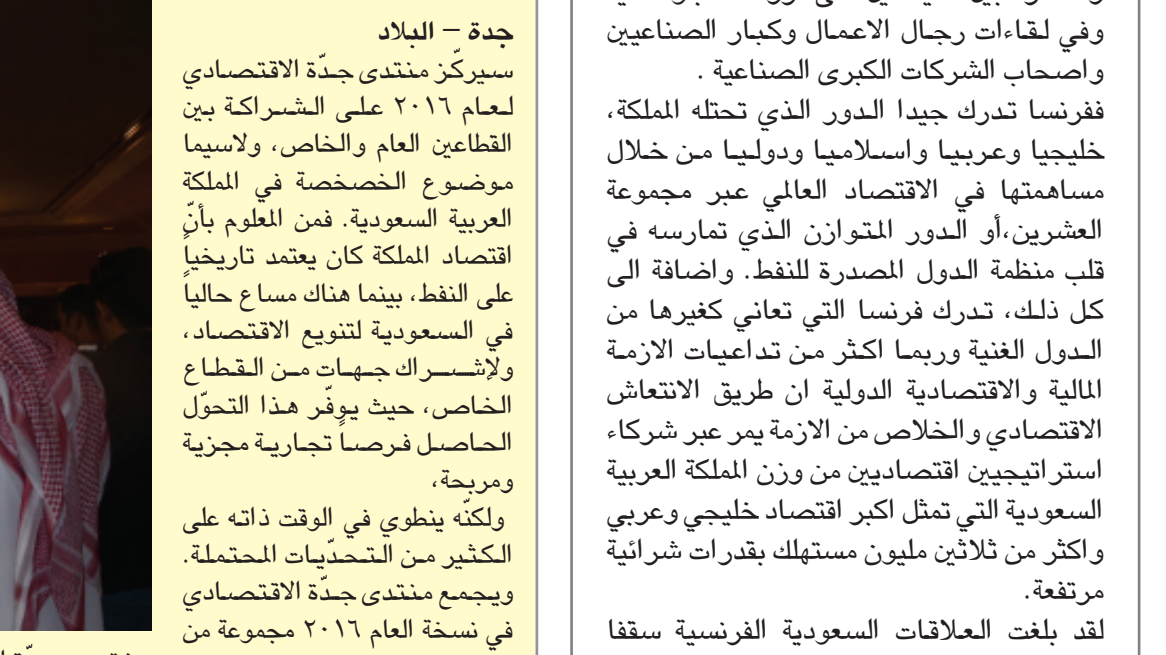 وفي لقاءات رجال الاعمال وكبار الصناعيين
واصحاب الشركات الكبرى الصناعية .
ففرنسا تدرك جيدا الدور الذي تحتله المملكة،
خليجيا وعربيا واسلاميا ودوليا من خلال
مساهمتها في الاقتصاد العالمي عبر مجموعة
العشرين،أو الدور المتوازن الذي تمارسه في
قلب منظمة الدول المصدرة للنفط. واضافة الى
كل ذلك، تدرك فرنسا التي تعاني كغيرها من
الدول الغنية وربما اكثر من تداعيات الازمة
المالية والاقتصادية الدولية ان طريق الانتعاش
الاقتصادي والخلاص من الازمة يمر عبر شركاء
استراتيجيين اقتصاديين من وزن المملكة العربية
السعودية التي تمثل اكبر اقتصاد خليجي وعربي
واكثر من ثلاثين مليون مستهلك بقدرات شرائية
مرتفعة.
لقد بلغت العلاقات السعودية الفرنسية سقفا
جدة – البلاد
سيركّز منتدى جدّة الاقتصادي
لعام ٢٠١٦ على الشراكة بين
القطاعين العام والخاص، ولاسيما
موضوع الخصخصة في المملكة
العربية السعودية. فمن المعلوم بأنّ
اقتصاد المملكة كان يعتمد تاريخياً
على النفط، بينما هناك مساع حالياً
في السعودية لتنويع الاقتصاد،
ولإشراك جهات من القطاع
الخاص، حيث يوفّر هذا التحوّل
الحاصل فرصاً تجارية مجزية
ومربحة،
ولكنّه ينطوي في الوقت ذاته على
الكثير من التحدّيات المحتملة.
ويجمع منتدى جدّة الاقتصادي
في نسخة العام ٢٠١٦ مجموعة من